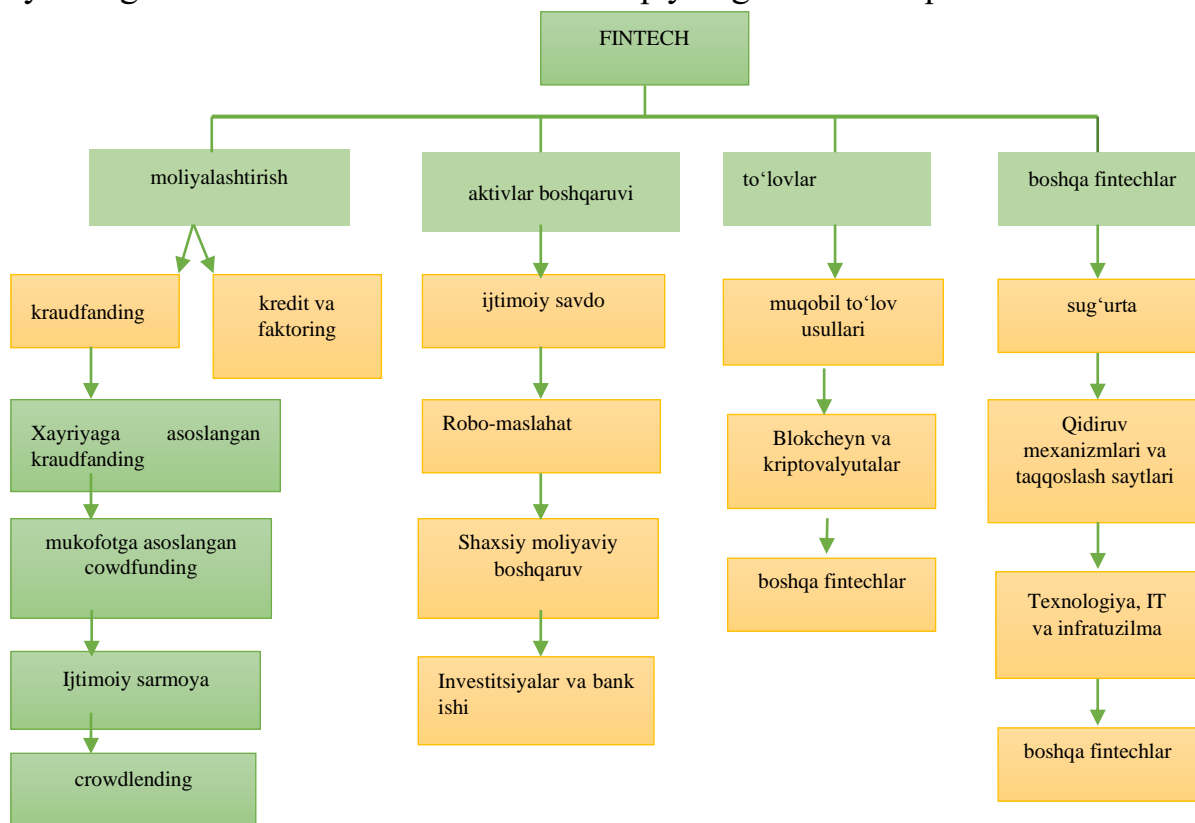 FINTECH
moliyalashtirish
aktivlar boshqaruvi
to‘lovlar
boshqa fintechlar
kraudfanding
kredit va
faktoring
Xayriyaga asoslangan
kraudfanding
mukofotga asoslangan
cowdfunding
Ijtimoiy sarmoya
crowdlending
ijtimoiy savdo
Robo-maslahat
Shaxsiy moliyaviy
boshqaruv
Investitsiyalar va bank
ishi
muqobil to‘lov
usullari
Blokcheyn va
kriptovalyutalar
boshqa fintechlar
sug‘urta
Qidiruv
mexanizmlari va
taqqoslash saytlari
Texnologiya, IT
va infratuzilma
boshqa fintechlar